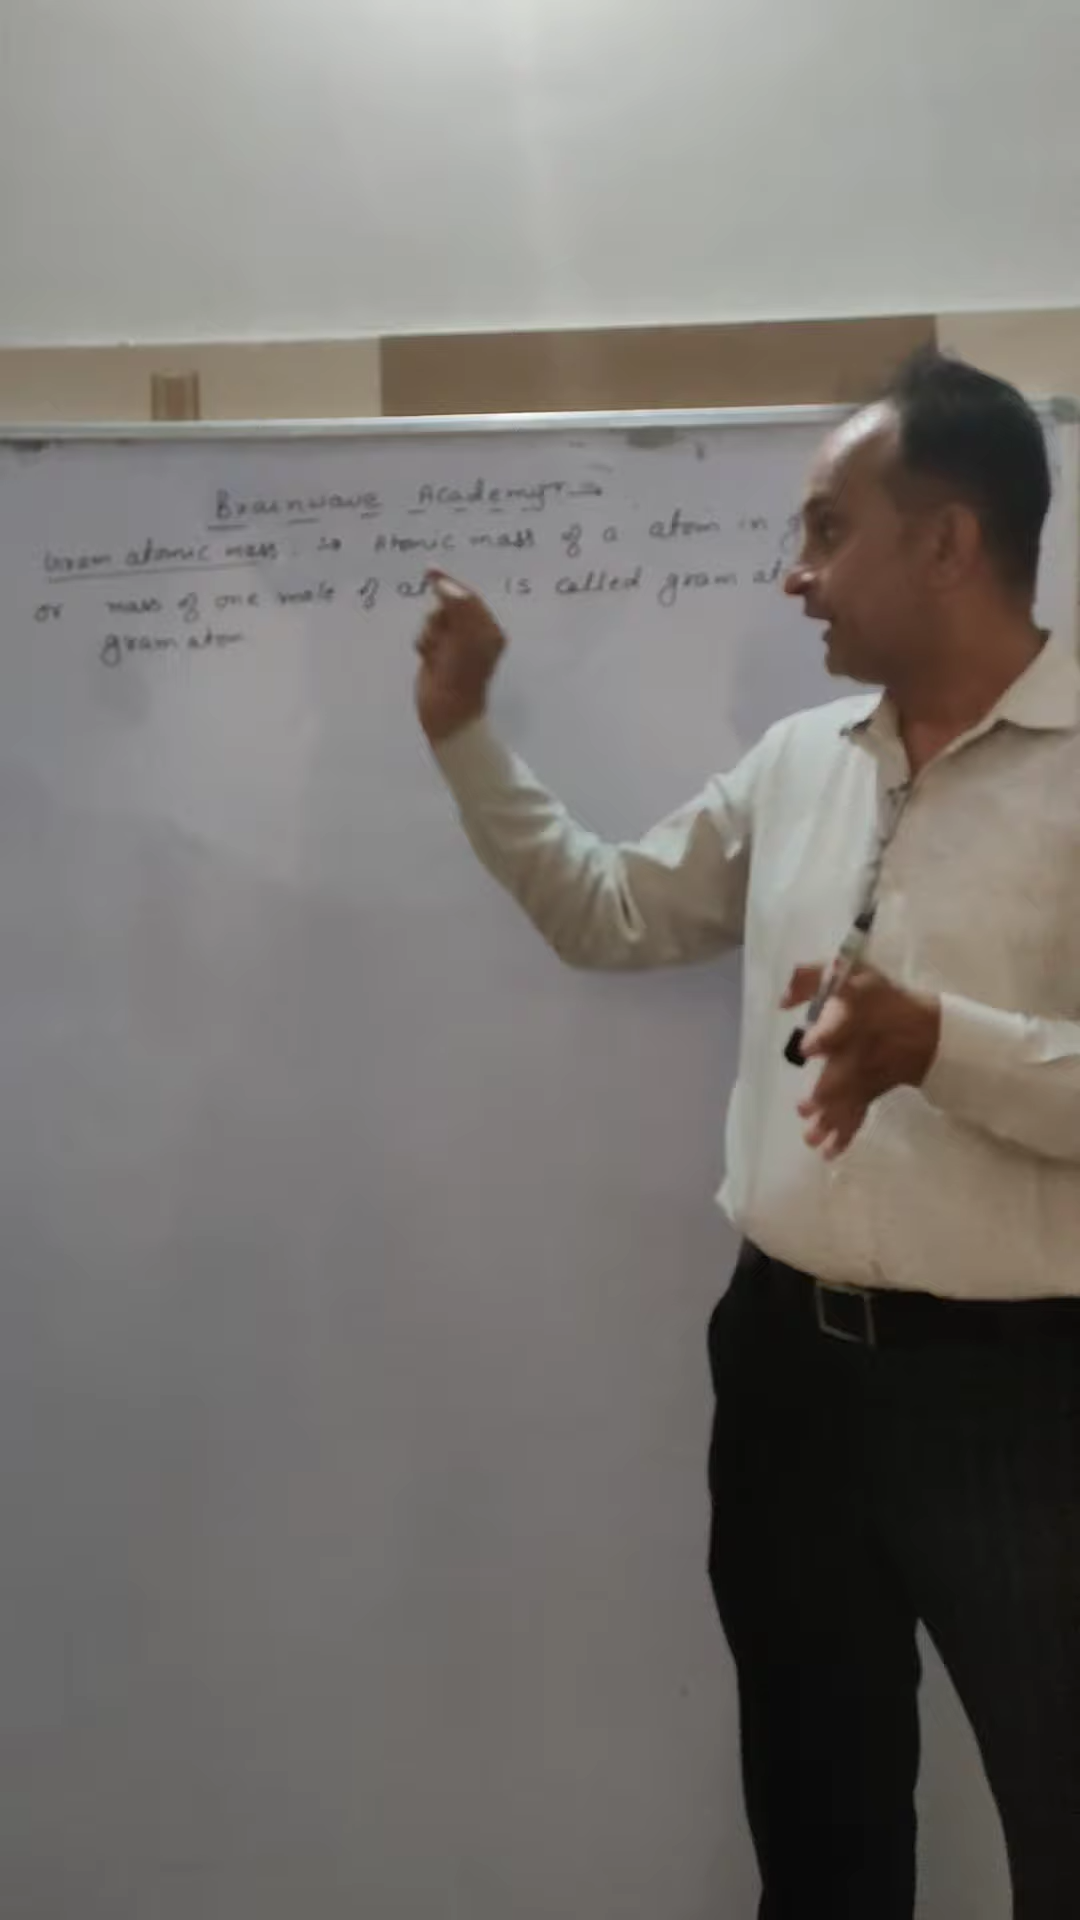 Brainwave Academy →
Gram atomic mass :→ Atomic mass of a atom in g
or mass of one mole of at is called gram at
gram atom